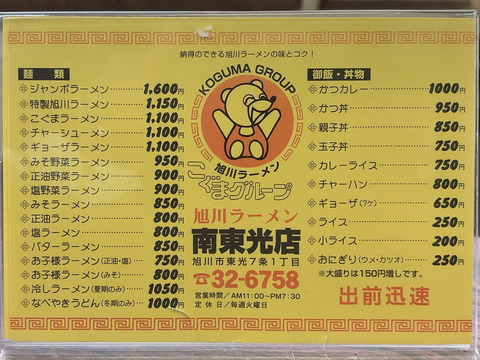 納得のできる旭川ラーメンの味とコク!
麺類
ジャンボラーメン 1,600円
特製旭川ラーメン 1,150円
こぐまラーメン 1,100円
チャーシューメン 1,100円
ギョーザラーメン 1,100円
みそ野菜ラーメン 950円
正油野菜ラーメン 900円
塩野菜ラーメン 900円
みそラーメン 850円
正油ラーメン 800円
塩ラーメン 800円
バターラーメン 850円
お子様ラーメン(正油・塩) 750円
お子様ラーメン(みそ) 800円
冷しラーメン(夏期のみ) 1050円
なべやきうどん(冬期のみ) 1000円
KOGUMA GROUP
旭川ラーメン
こぐまグループ
旭川ラーメン
南東光店
旭川市東光7条1丁目
☎32-6758
営業時間/AM11:00~PM7:30
定休日/毎週火曜日
御飯・丼物
かつカレー 1000円
かつ丼 950円
親子丼 850円
玉子丼 750円
カレーライス 750円
チャーハン 800円
ギョーザ(7ケ) 650円
ライス 250円
小ライス 200円
おにぎり(ウメ・カツオ) 250円
※大盛りは150円増しです。
出前迅速